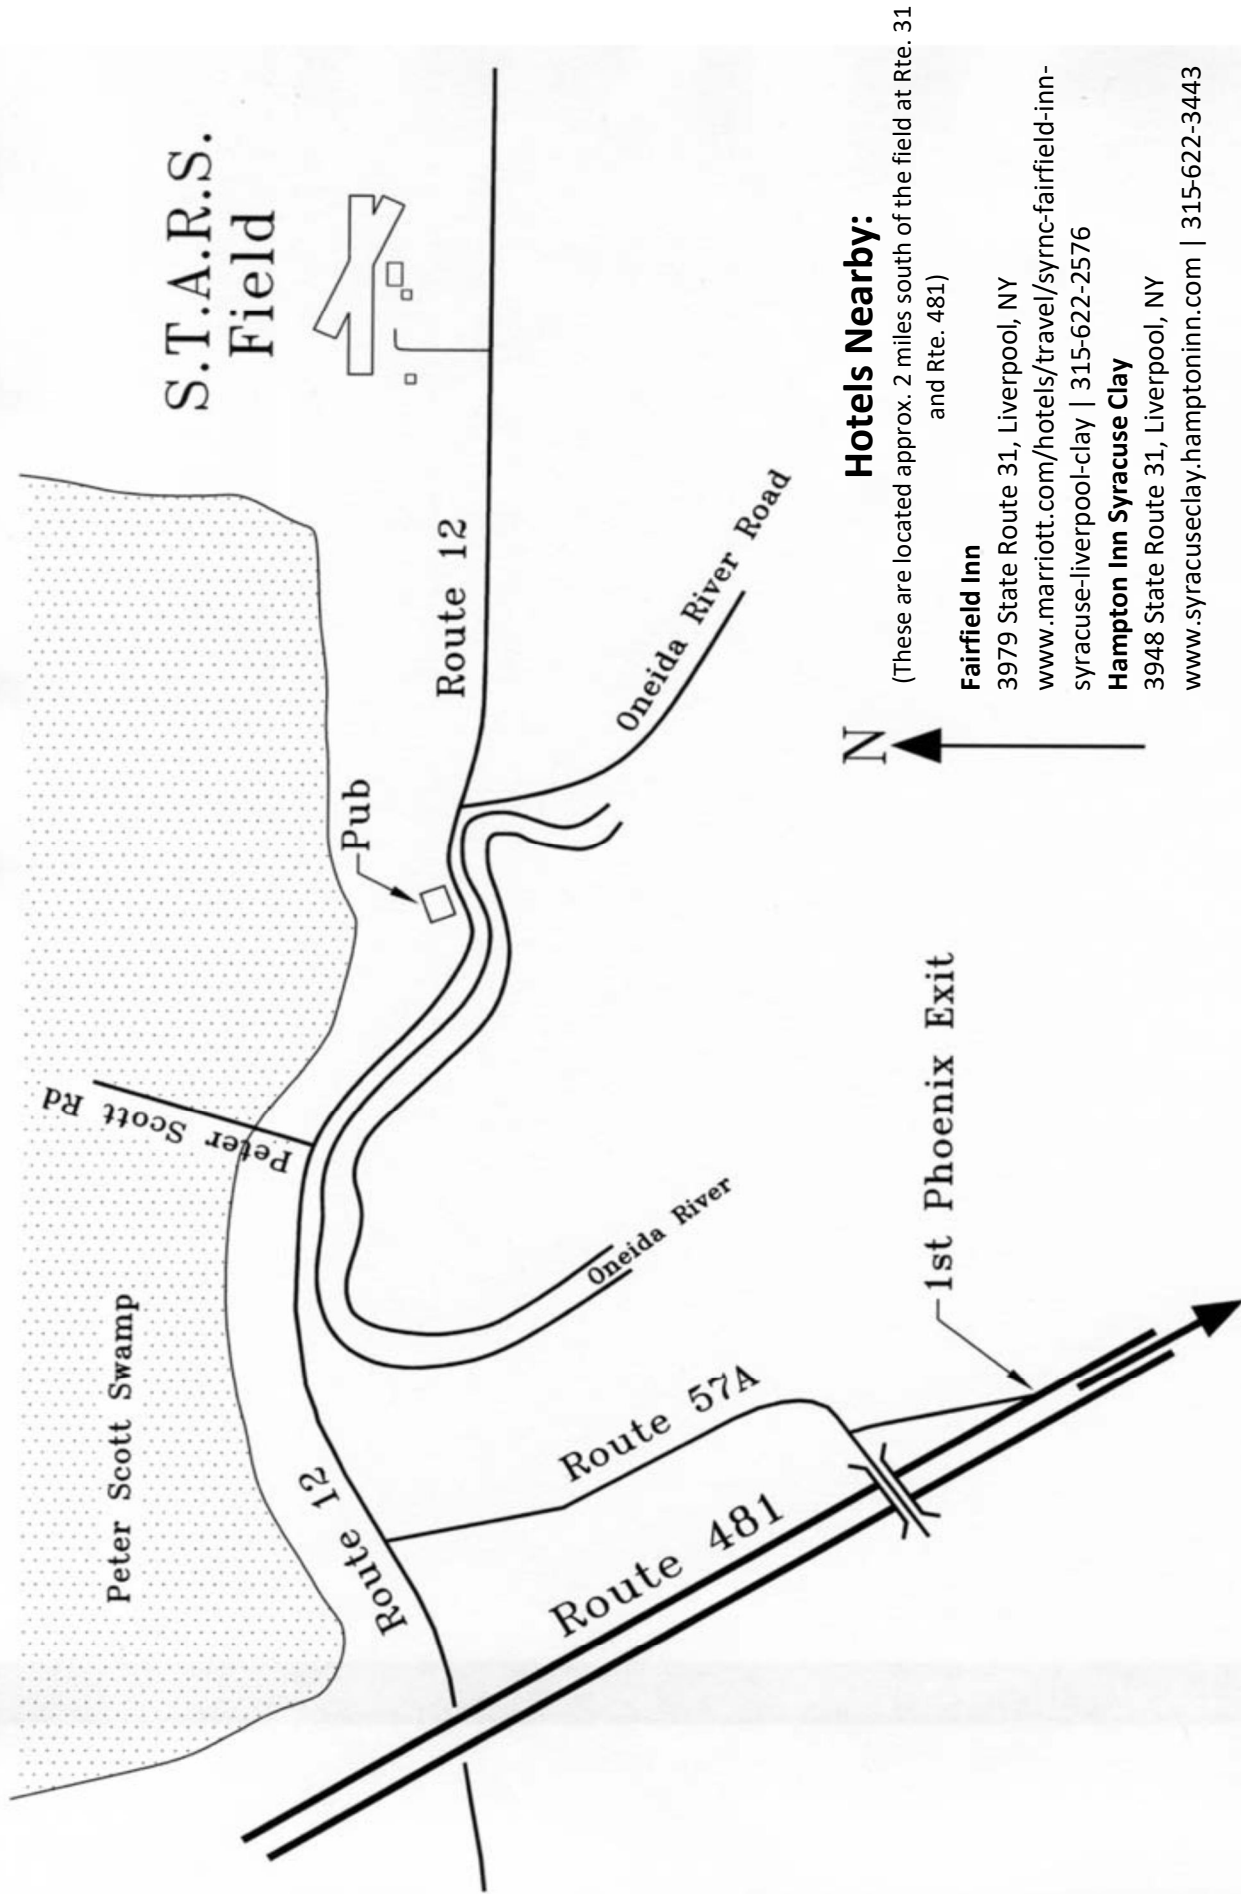 S.T.A.R.S.
Field
Peter Scott Swamp
Peter Scott Rd
Pub
Route 12
Route 12
Oneida River Road
Oneida River
Route 57A
Route 481
1st Phoenix Exit
N
Hotels Nearby:
(These are located approx. 2 miles south of the field at Rte. 31
and Rte. 481)
Fairfield Inn
3979 State Route 31, Liverpool, NY
www.marriott.com/hotels/travel/syrnc-fairfield-inn-
syracuse-liverpool-clay | 315-622-2576
Hampton Inn Syracuse Clay
3948 State Route 31, Liverpool, NY
www.syracuseclay.hamptoninn.com | 315-622-3443